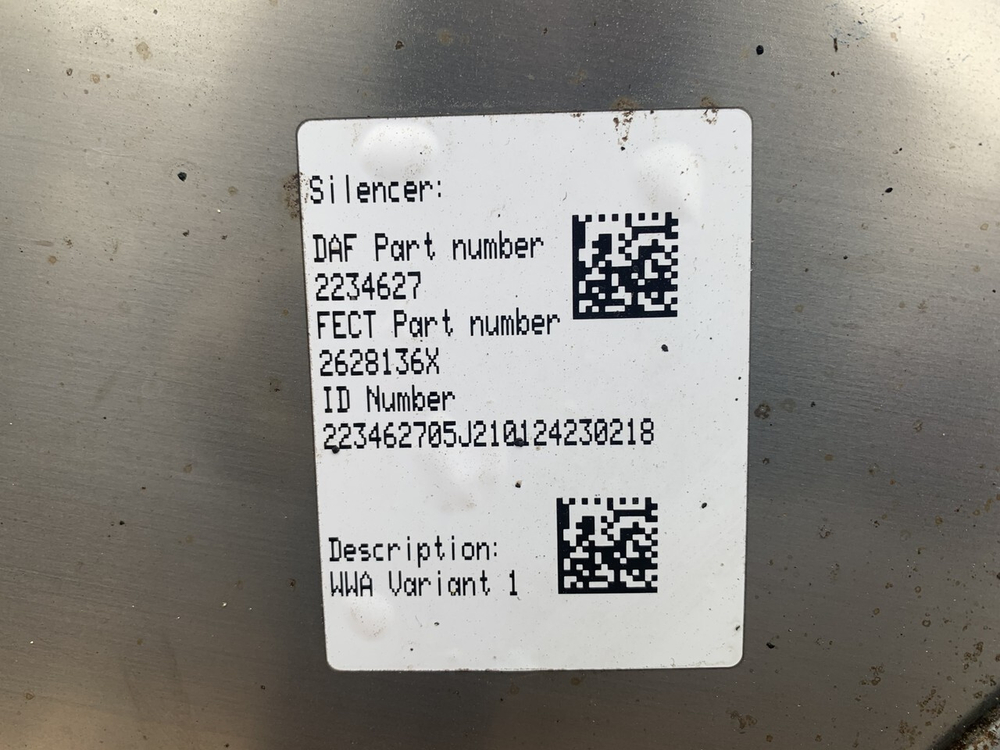 Silencer:
DAF Part number
2234627
FECT Part number
2628136X
ID Number
223462705J210124230218
Description:
WWA Variant 1